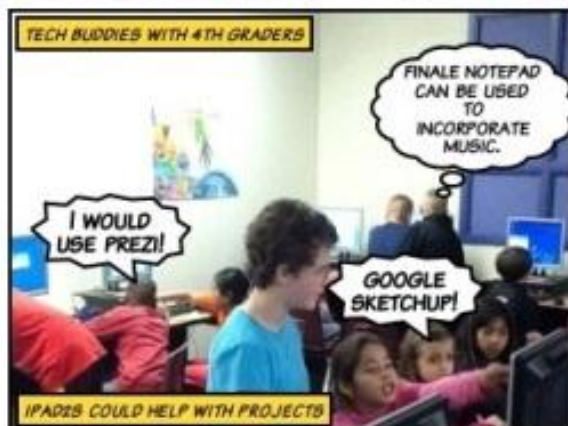 TECH BUDDIES WITH 4TH GRADERS
FINALE NOTEPAD
CAN BE USED
TO
INCORPORATE
MUSIC.
I WOULD
USE PREZI!
GOOGLE
SKETCHUP!
IPAD2S COULD HELP WITH PROJECTS